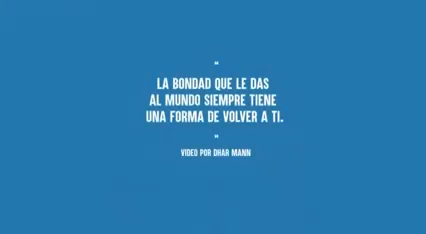 "
LA BONDAD QUE LE DAS
AL MUNDO SIEMPRE TIENE
UNA FORMA DE VOLVER A TI.
"
VIDEO POR DHAR MANN